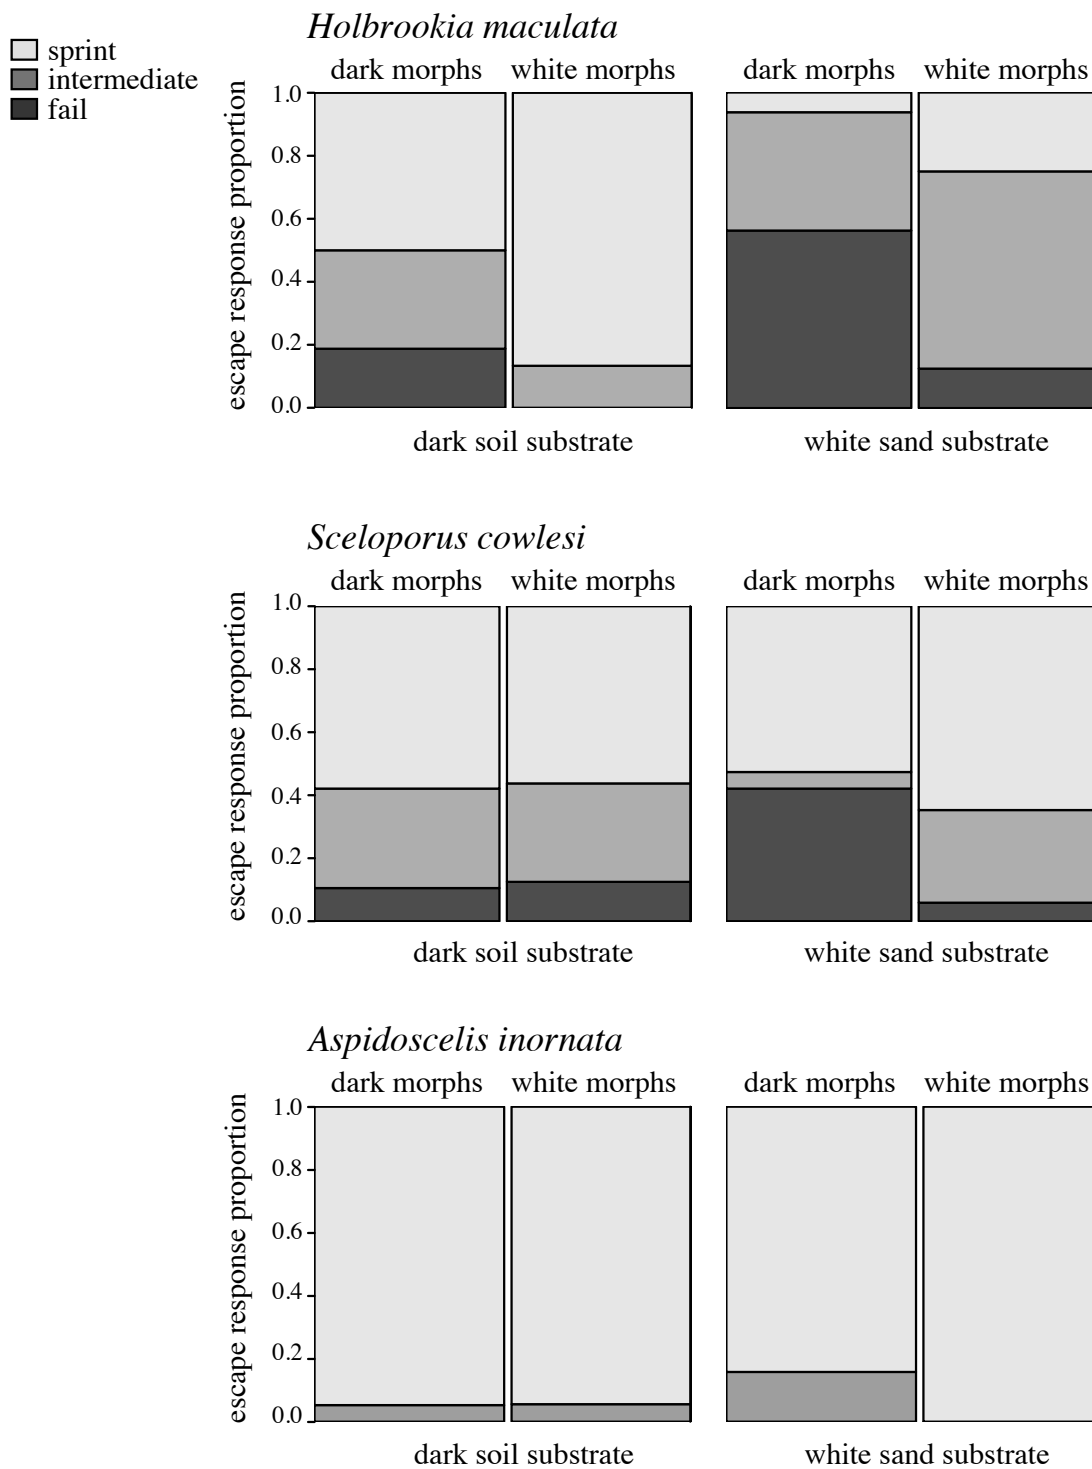 Holbrookia maculata
sprint
intermediate
fail
dark morphs white morphs dark morphs white morphs
escape response proportion
1.0
0.8
0.6
0.4
0.2
0.0
dark soil substrate white sand substrate
Sceloporus cowlesi
dark morphs white morphs dark morphs white morphs
escape response proportion
1.0
0.8
0.6
0.4
0.2
0.0
dark soil substrate white sand substrate
Aspidoscelis inornata
dark morphs white morphs dark morphs white morphs
escape response proportion
1.0
0.8
0.6
0.4
0.2
0.0
dark soil substrate white sand substrate